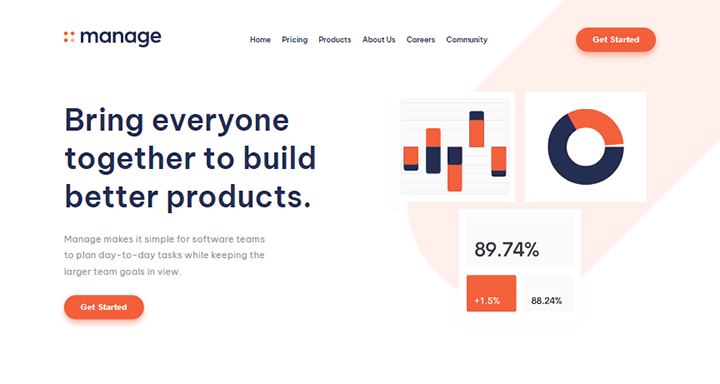 manage
Home Pricing Products About Us Careers Community
Get Started
Bring everyone
together to build
better products.
Manage makes it simple for software teams
to plan day-to-day tasks while keeping the
larger team goals in view.
Get Started
89.74%
+1.5% 88.24%